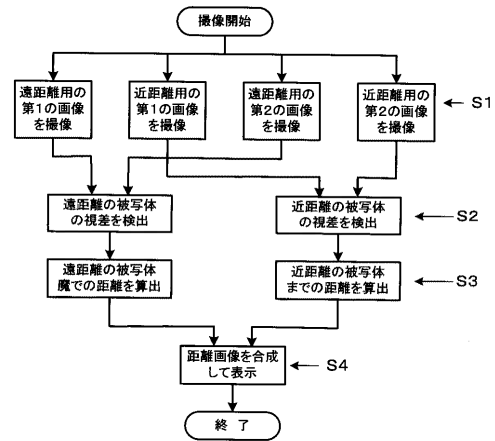 撮像開始
遠距離用の
第1の画像
を撮像
近距離用の
第1の画像
を撮像
遠距離用の
第2の画像
を撮像
近距離用の
第2の画像
を撮像
S1
遠距離の被写体
の視差を検出
近距離の被写体
の視差を検出
S2
遠距離の被写体
魔での距離を算出
近距離の被写体
までの距離を算出
S3
距離画像を合成
して表示
S4
終 了